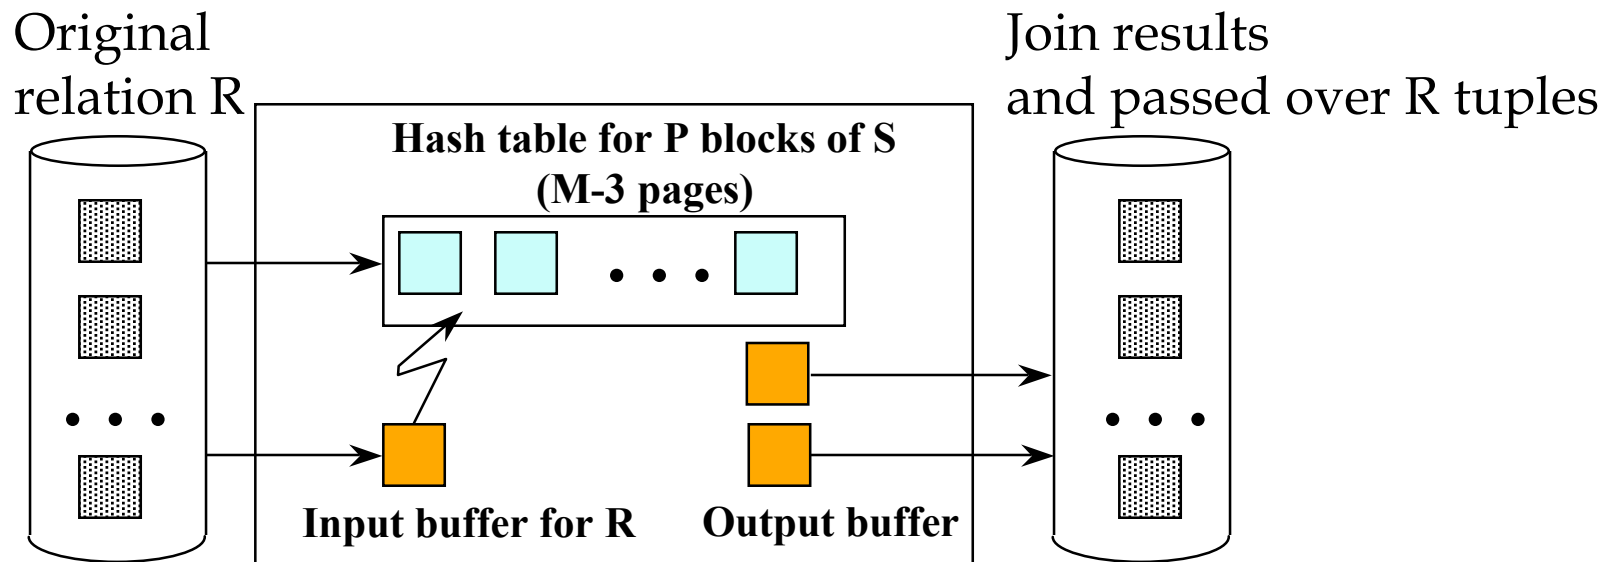 Original
relation R
Join results
and passed over R tuples
Hash table for P blocks of S
(M-3 pages)
Input buffer for R
Output buffer